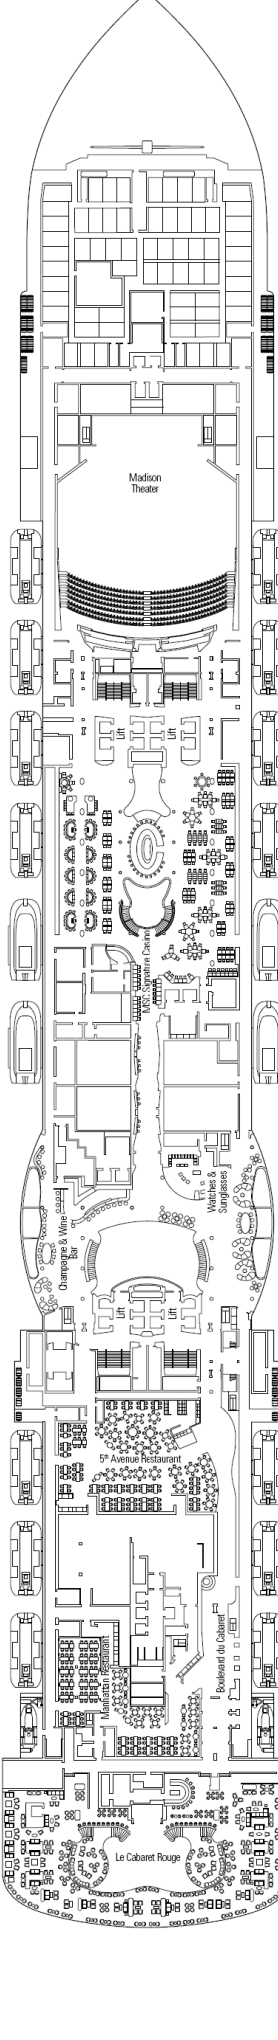 Madison
Theater
Lift
Lift
MSC Signature Casino
Watches &
Sunglasses
Champagne & Wine
Bar
Lift
Lift
5th Avenue Restaurant
Boulevard du Cabaret
Manhattan Restaurant
Le Cabaret Rouge